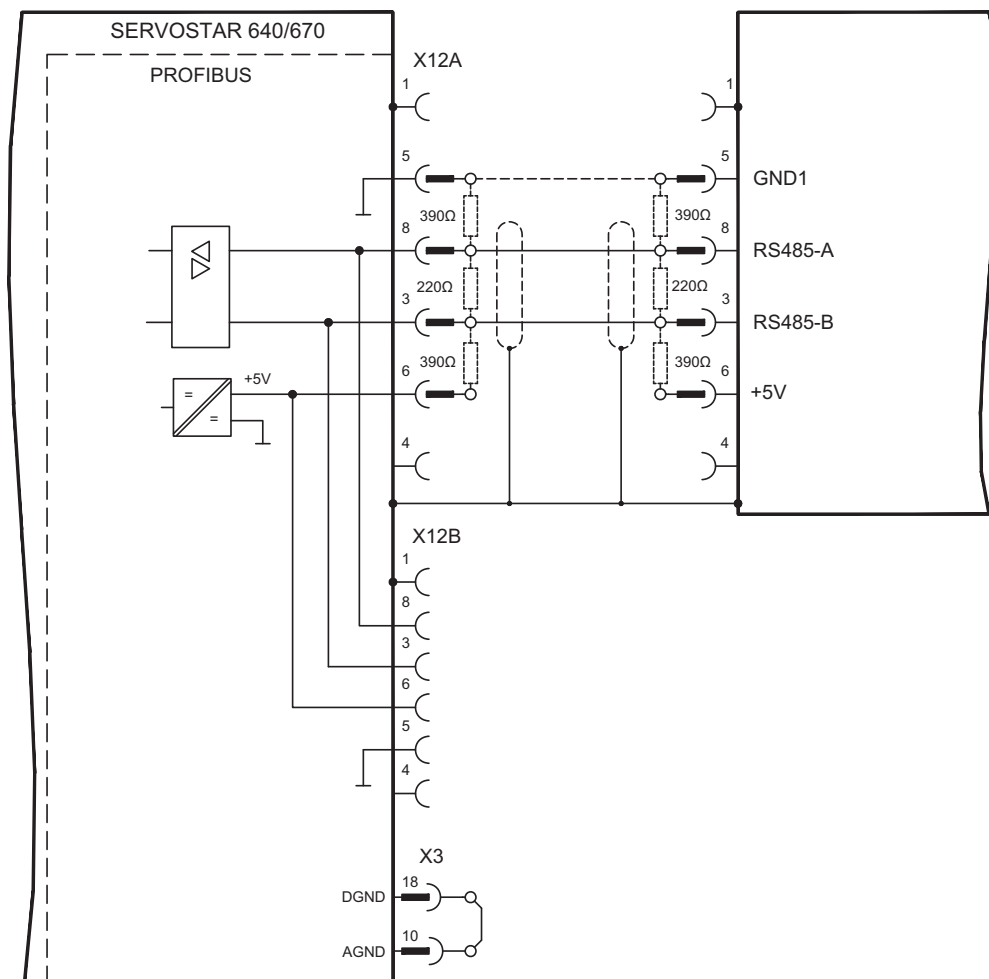 SERVOSTAR 640/670
PROFIBUS
X12A
1
1
5
5
GND1
390Ω
390Ω
8
8
RS485-A
220Ω
220Ω
3
3
RS485-B
390Ω
390Ω
6
6
+5V
+5V
=
=
4
4
X12B
1
8
3
6
5
4
X3
18
DGND
10
AGND